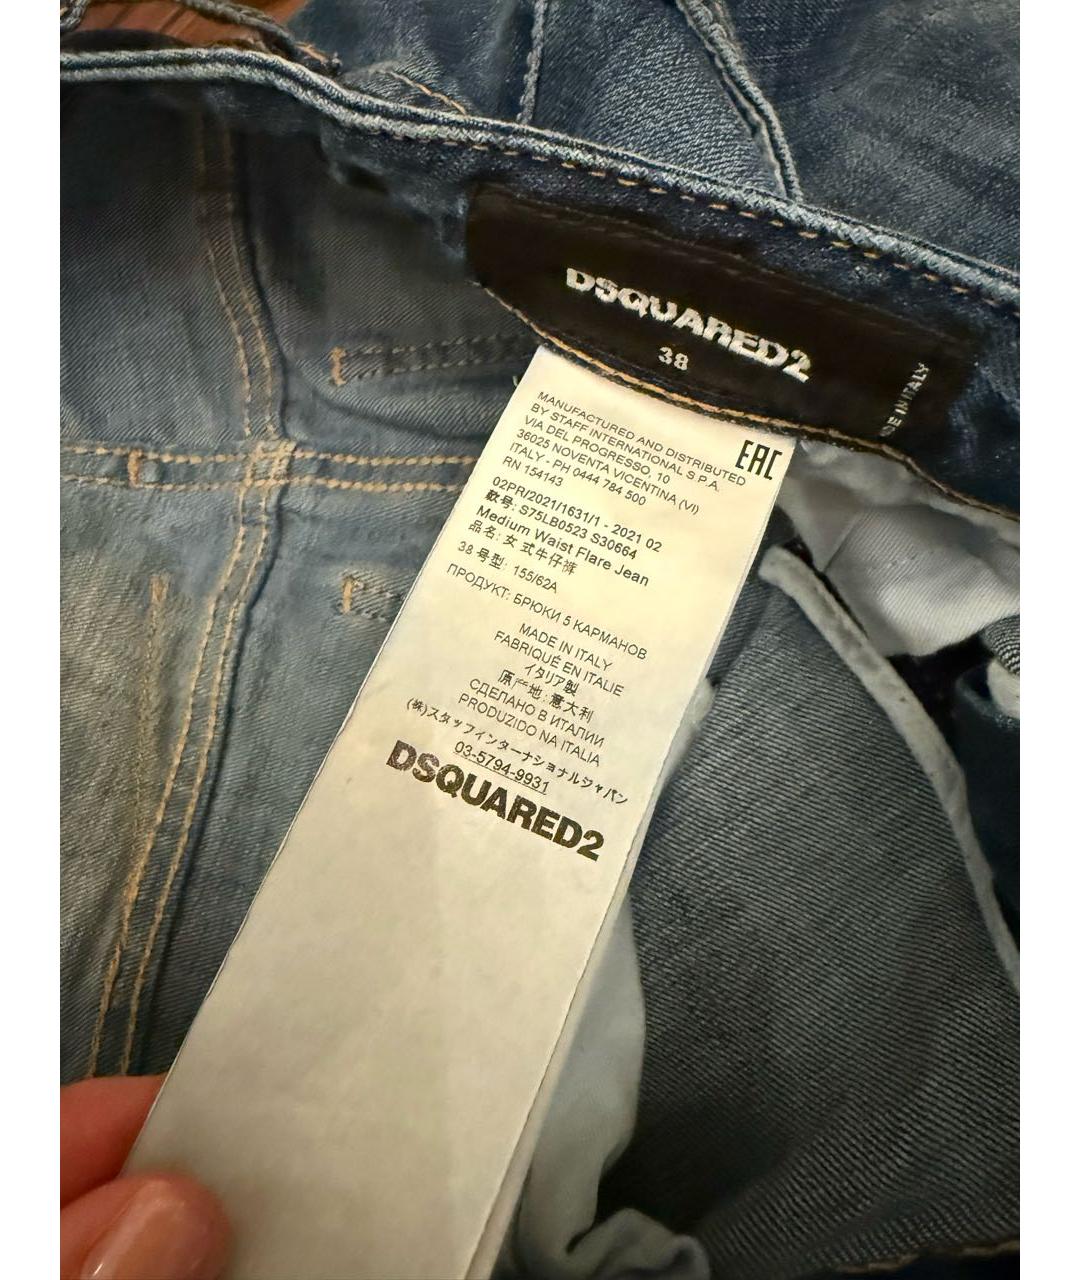 DSQUARED2
38
EAC
MANUFACTURED AND DISTRIBUTED
BY STAFF INTERNATIONAL S.P.A.
VIA DEL PROGRESSO, 10
36025 NOVENTA VICENTINA (VI)
ITALY - PH 0444 784 500
RN 154143
02PR/2021/1631/1 - 2021 02
款号: S75LB0523 S30664
Medium Waist Flare Jean
品名: 女 式牛仔裤
38 号型: 155/62A
ПРОДУКТ: БРЮКИ 5 КАРМАНОВ
MADE IN ITALY
FABRIQUÉ EN ITALIE
イタリア製
原产地: 意大利
СДЕЛАНО В ИТАЛИИ
PRODUZIDO NA ITALIA
(株)スタッフインターナショナルジャパン
03-5794-9931
DSQUARED2